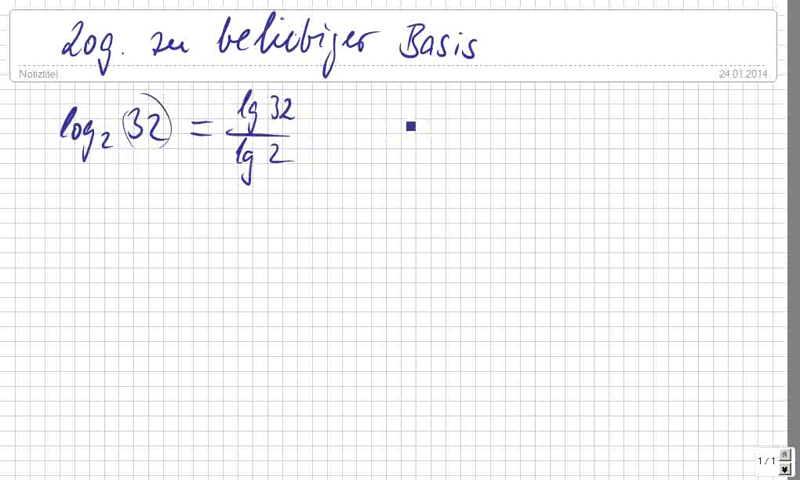 Log. zu beliebiger Basis
Notiztitel 24.01.2014
log₂(32) = lg 32 / lg 2
1/1